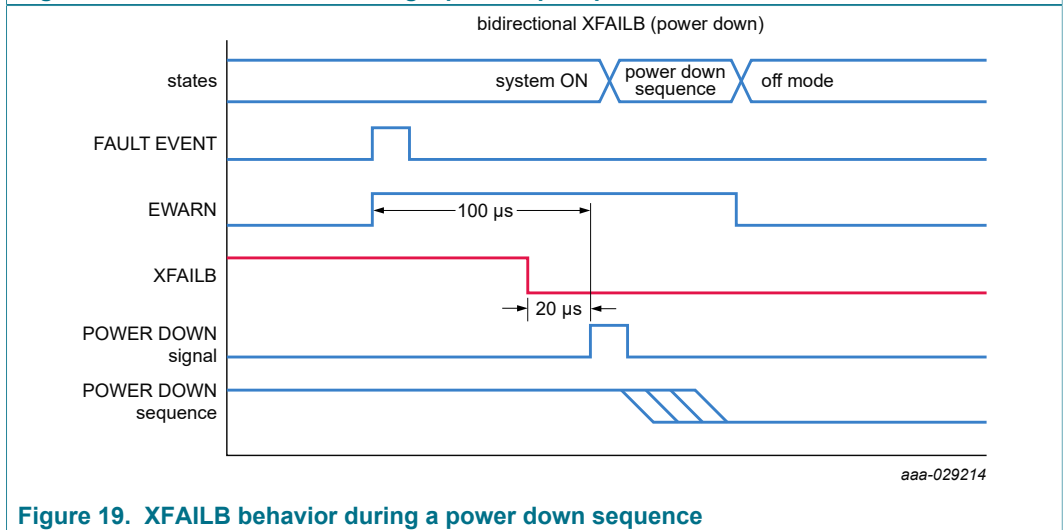 bidirectional XFAILB (power down)
states
system ON
power down
sequence
off mode
FAULT EVENT
EWARN
100 µs
XFAILB
20 µs
POWER DOWN
signal
POWER DOWN
sequence
aaa-029214
Figure 19. XFAILB behavior during a power down sequence